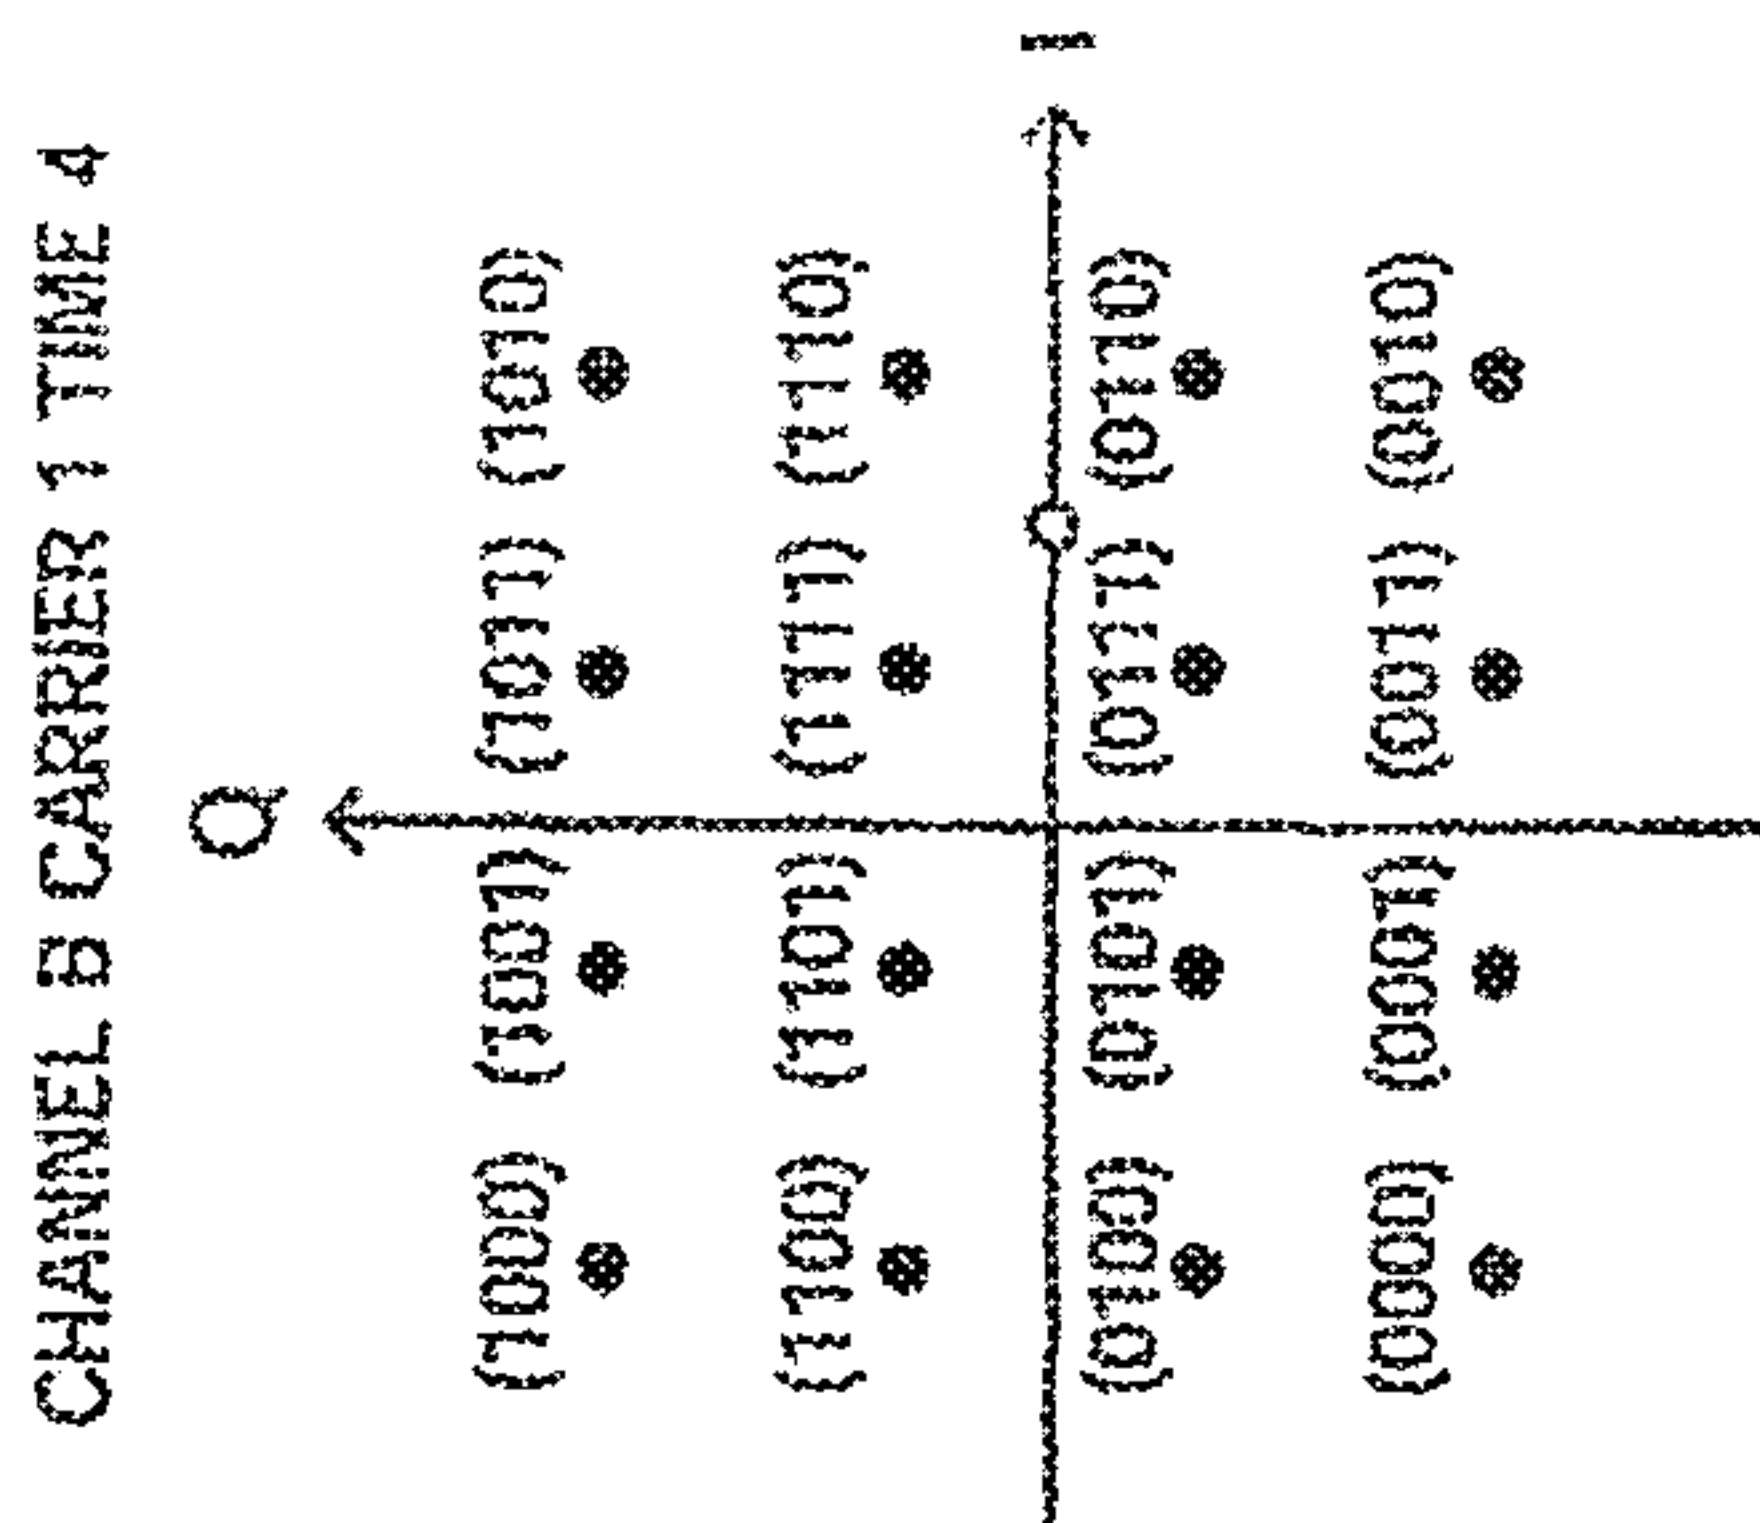 CHANNEL B CARRIER 1 TIME 4
Q
(1000) (1001) (1011) (1010)
(1100) (1101) (1111) (1110)
I
(0100) (0101) (0111) (0110)
(0000) (0001) (0011) (0010)